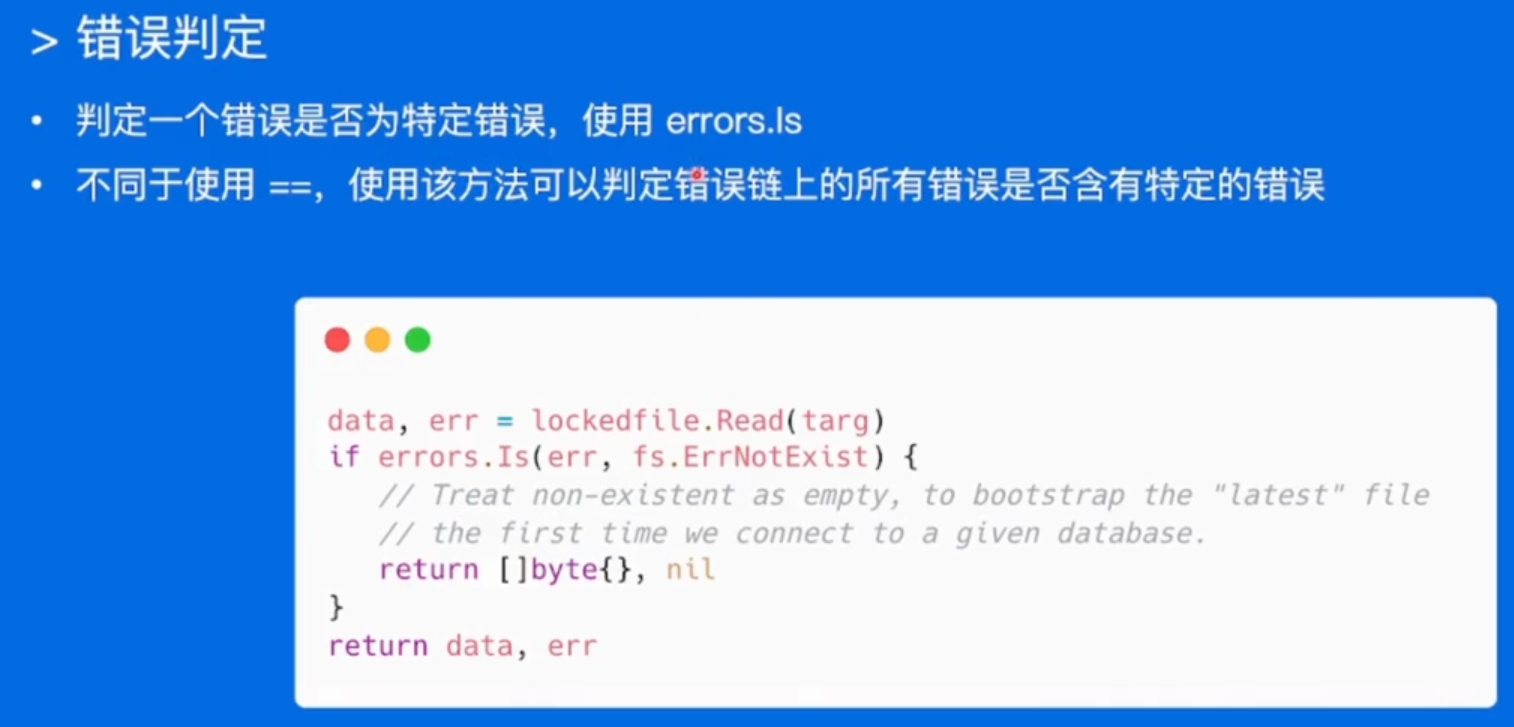 > 错误判定
• 判定一个错误是否为特定错误，使用 errors.Is
• 不同于使用 ==，使用该方法可以判定错误链上的所有错误是否含有特定的错误
data, err = lockedfile.Read(targ)
if errors.Is(err, fs.ErrNotExist) {
   // Treat non-existent as empty, to bootstrap the "latest" file
   // the first time we connect to a given database.
   return []byte{}, nil
}
return data, err